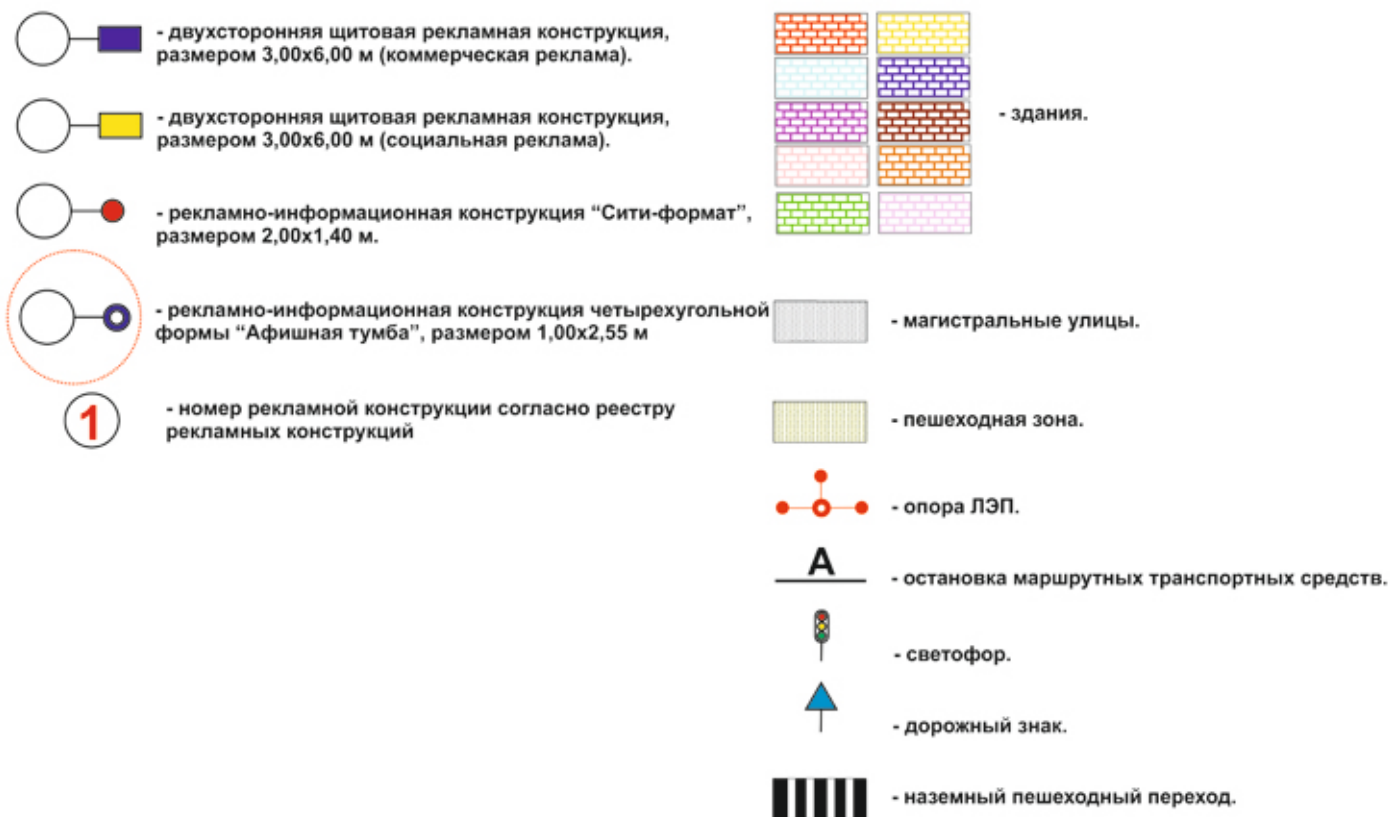 - двухсторонняя щитовая рекламная конструкция,
размером 3,00х6,00 м (коммерческая реклама).
- двухсторонняя щитовая рекламная конструкция,
размером 3,00х6,00 м (социальная реклама).
- рекламно-информационная конструкция “Сити-формат”,
размером 2,00х1,40 м.
- рекламно-информационная конструкция четырехугольной
формы “Афишная тумба”, размером 1,00х2,55 м
1
- номер рекламной конструкции согласно реестру
рекламных конструкций
- здания.
- магистральные улицы.
- пешеходная зона.
- опора ЛЭП.
А
- остановка маршрутных транспортных средств.
- светофор.
- дорожный знак.
- наземный пешеходный переход.